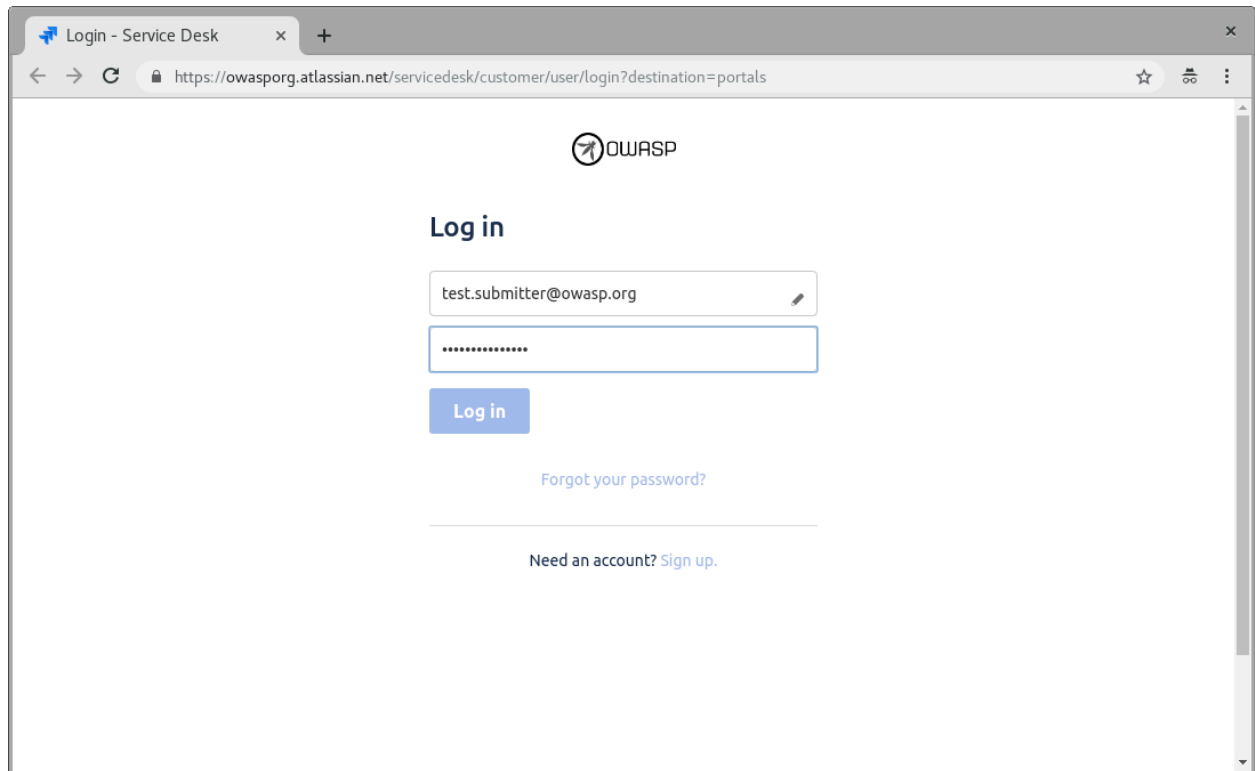 Login - Service Desk
https://owasporg.atlassian.net/servicedesk/customer/user/login?destination=portals
OWASP
Log in
test.submitter@owasp.org
•••••••••••••••
Log in
Forgot your password?
Need an account? Sign up.